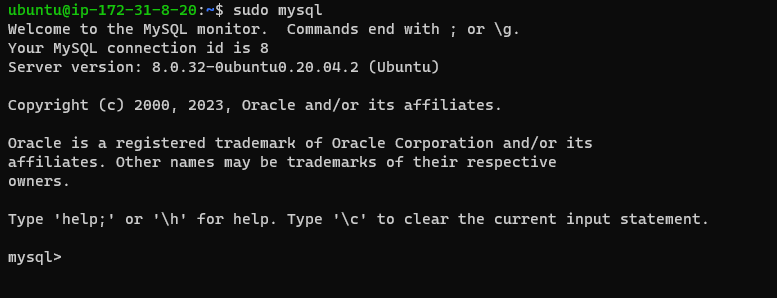 ubuntu@ip-172-31-8-20:~$ sudo mysql
Welcome to the MySQL monitor.  Commands end with ; or \g.
Your MySQL connection id is 8
Server version: 8.0.32-0ubuntu0.20.04.2 (Ubuntu)
Copyright (c) 2000, 2023, Oracle and/or its affiliates.
Oracle is a registered trademark of Oracle Corporation and/or its
affiliates. Other names may be trademarks of their respective
owners.
Type 'help;' or '\h' for help. Type '\c' to clear the current input statement.
mysql>